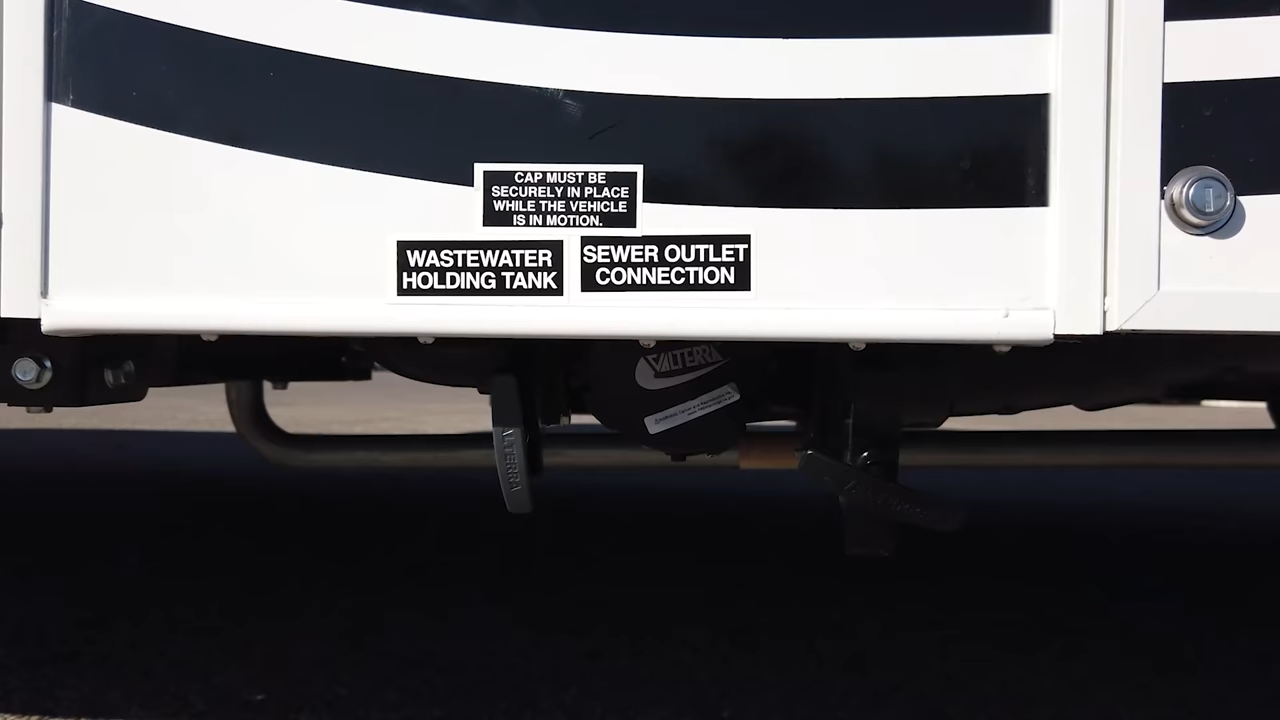 CAP MUST BE
SECURELY IN PLACE
WHILE THE VEHICLE
IS IN MOTION.
WASTEWATER
HOLDING TANK
SEWER OUTLET
CONNECTION
VALTERRA
VALTERRA